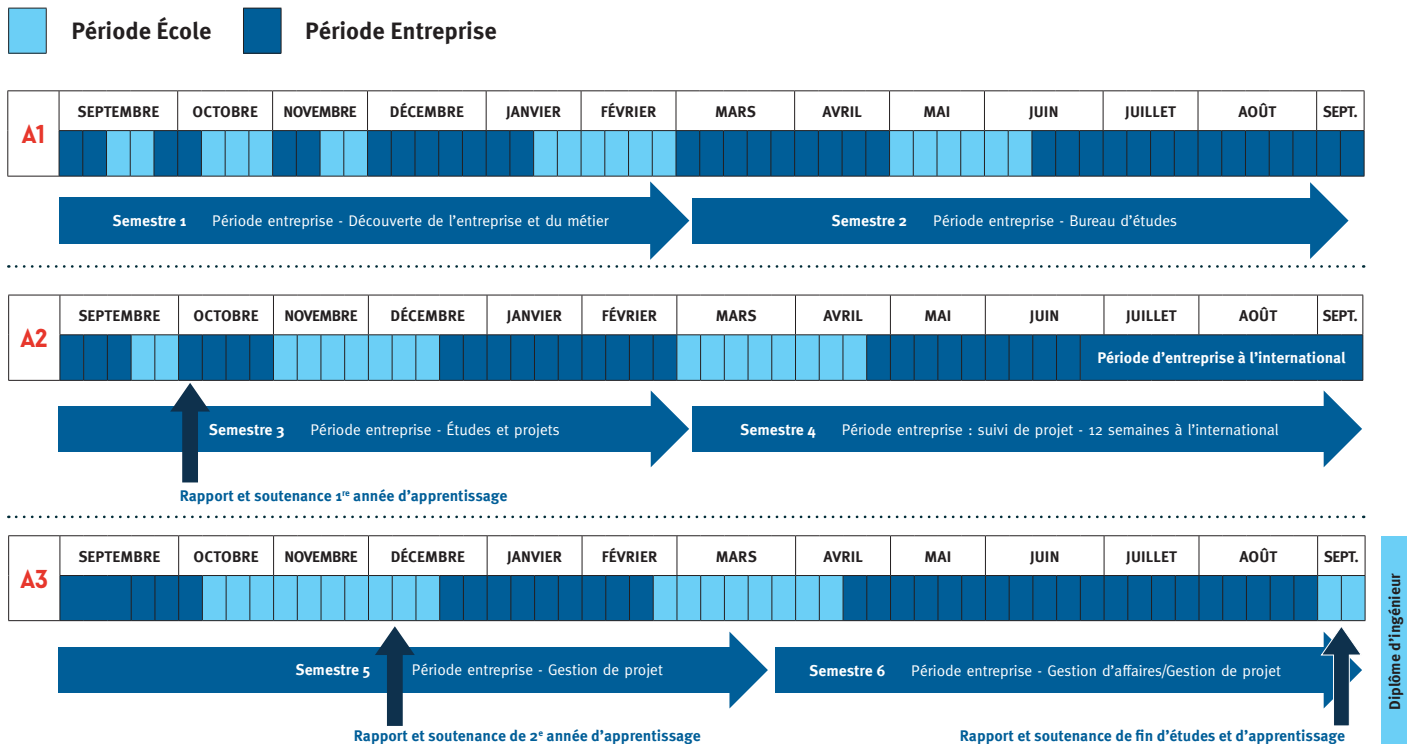 Période École Période Entreprise
A1 SEPTEMBRE OCTOBRE NOVEMBRE DÉCEMBRE JANVIER FÉVRIER MARS AVRIL MAI JUIN JUILLET AOÛT SEPT.
Semestre 1 Période entreprise - Découverte de l'entreprise et du métier Semestre 2 Période entreprise - Bureau d'études
A2 SEPTEMBRE OCTOBRE NOVEMBRE DÉCEMBRE JANVIER FÉVRIER MARS AVRIL MAI JUIN JUILLET AOÛT SEPT.
Période d'entreprise à l'international
Semestre 3 Période entreprise - Études et projets Semestre 4 Période entreprise : suivi de projet - 12 semaines à l'international
Rapport et soutenance 1re année d'apprentissage
A3 SEPTEMBRE OCTOBRE NOVEMBRE DÉCEMBRE JANVIER FÉVRIER MARS AVRIL MAI JUIN JUILLET AOÛT SEPT.
Semestre 5 Période entreprise - Gestion de projet Semestre 6 Période entreprise - Gestion d'affaires/Gestion de projet
Rapport et soutenance de 2e année d'apprentissage Rapport et soutenance de fin d'études et d'apprentissage
Diplôme d'ingénieur